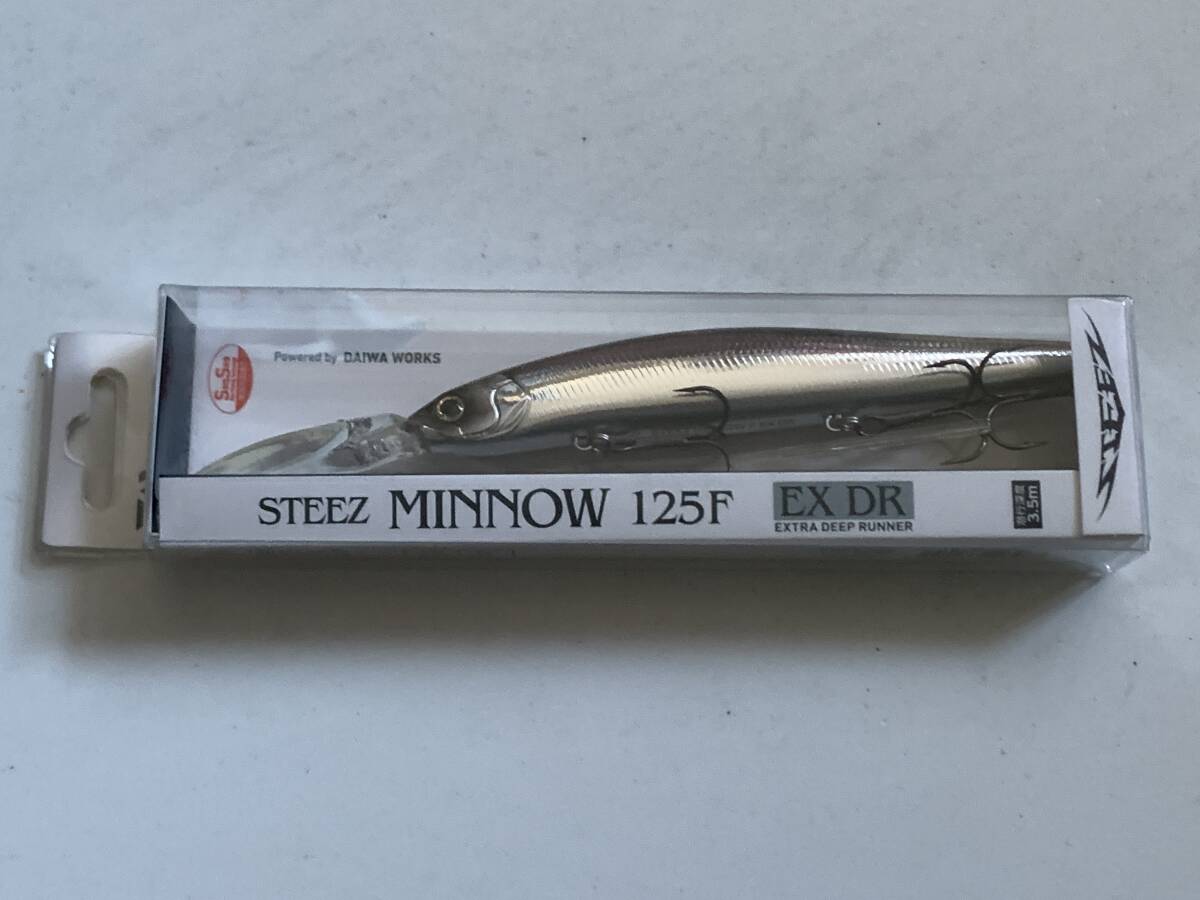 Powered by DAIWA WORKS
STEEZ MINNOW 125F
EX DR
EXTRA DEEP RUNNER
3.5m
STEEZ